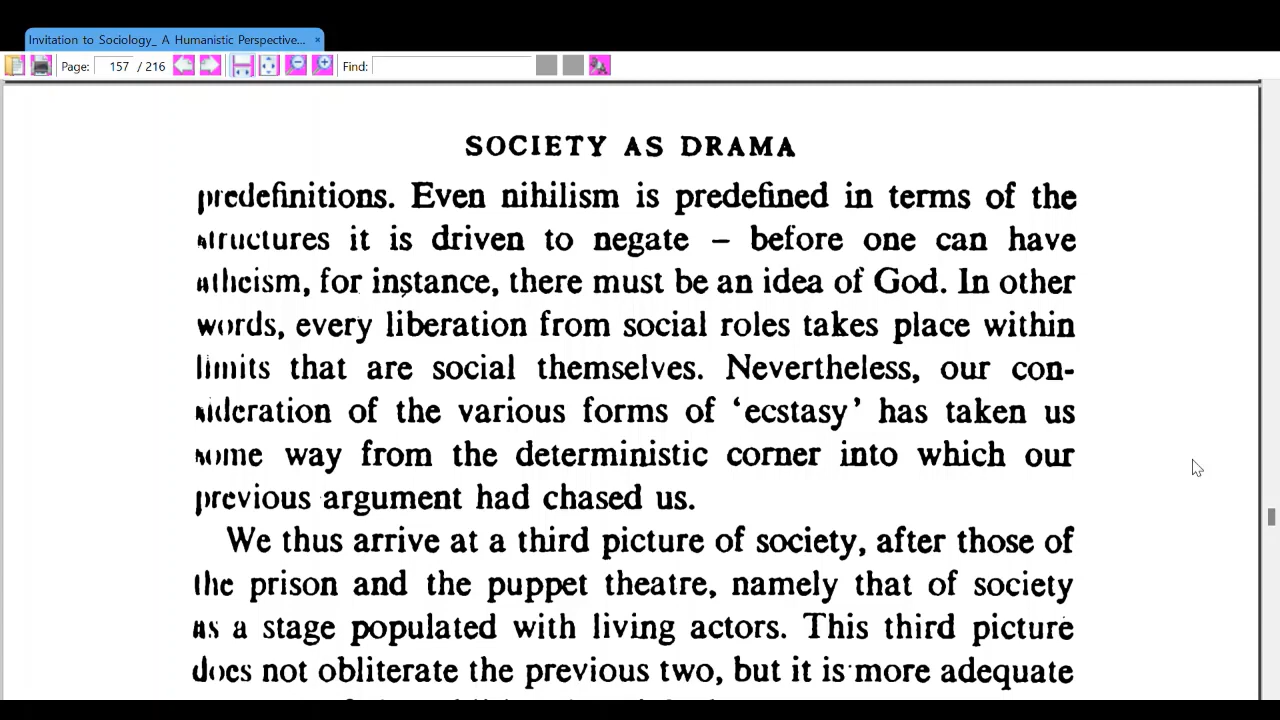 Invitation to Sociology_ A Humanistic Perspective... ×
Page: 157 / 216 Find:
SOCIETY AS DRAMA
predefinitions. Even nihilism is predefined in terms of the
structures it is driven to negate – before one can have
atheism, for instance, there must be an idea of God. In other
words, every liberation from social roles takes place within
limits that are social themselves. Nevertheless, our con-
sideration of the various forms of ‘ecstasy’ has taken us
some way from the deterministic corner into which our
previous argument had chased us.
We thus arrive at a third picture of society, after those of
the prison and the puppet theatre, namely that of society
as a stage populated with living actors. This third picture
does not obliterate the previous two, but it is more adequate